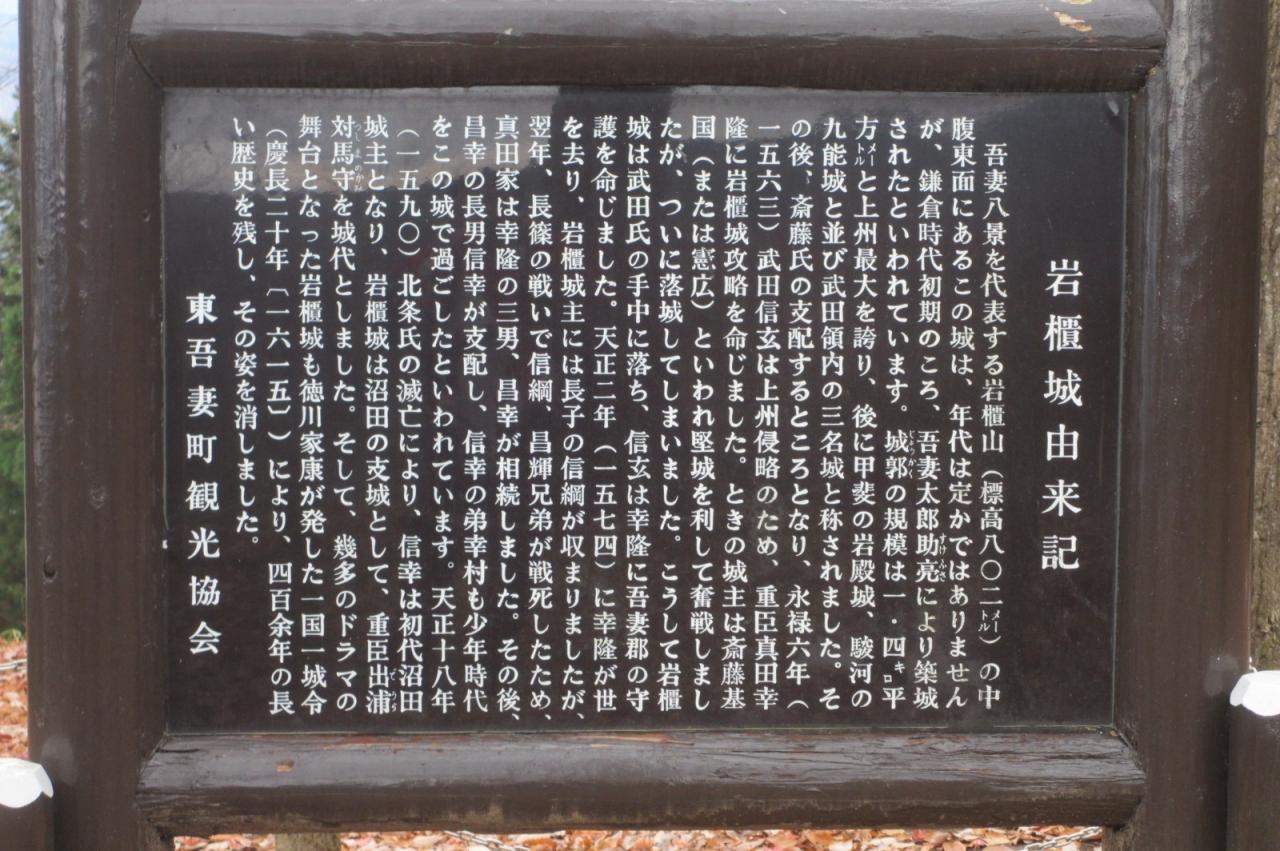 岩櫃城由来記
吾妻八景を代表する岩櫃山（標高八〇二メートル）の中
腹東面にあるこの城は、年代は定かではありません
が、鎌倉時代初期のころ、吾妻太郎助亮すけふさにより築城
されたといわれています。城郭じょうかくの規模は一・四キロ平
方メートルと上州最大を誇り、後に甲斐の岩殿城、駿河の
九能城と並び武田領内の三名城と称されました。そ
の後、斎藤氏の支配するところとなり、永禄六年（
一五六三）武田信玄は上州侵略のため、重臣真田幸
隆に岩櫃城攻略を命じました。ときの城主は斎藤基
国（または憲広）といわれ堅城を利して奮戦しまし
たが、ついに落城してしまいました。こうして岩櫃
城は武田氏の手中に落ち、信玄は幸隆に吾妻郡の守
護を命じました。天正二年（一五七四）に幸隆が世
を去り、岩櫃城主には長子の信綱が収まりましたが、
翌年、長篠の戦いで信綱、昌輝兄弟が戦死したため、
真田家は幸隆の三男、昌幸が相続しました。その後、
昌幸の長男信幸が支配し、信幸の弟幸村も少年時代
をこの城で過ごしたといわれています。天正十八年
（一五九〇）北条氏の滅亡により、信幸は初代沼田
城主となり、岩櫃城は沼田の支城として、重臣出浦でうら
対馬守つしまのかみを城代としました。そして、幾多のドラマの
舞台となった岩櫃城も徳川家康が発した一国一城令
（慶長二十年〔一六一五〕）により、四百余年の長
い歴史を残し、その姿を消しました。
東吾妻町観光協会